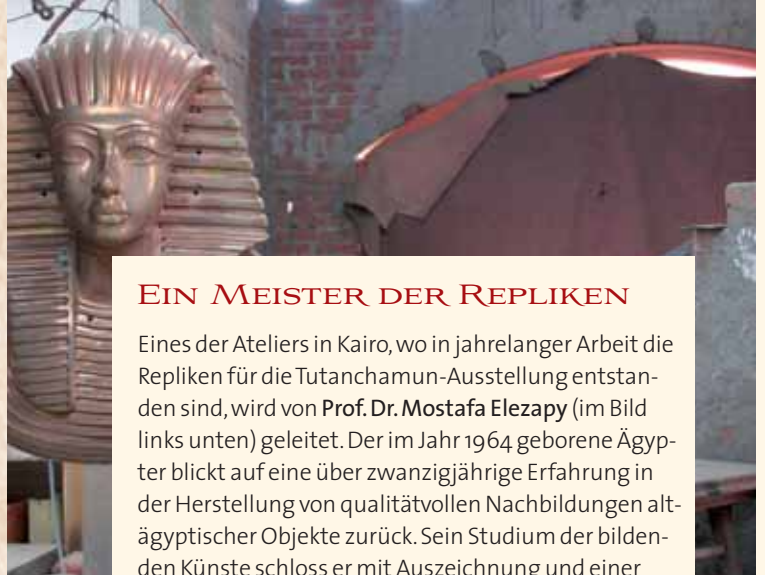 Ein Meister der Repliken
Eines der Ateliers in Kairo, wo in jahrelanger Arbeit die
Repliken für die Tutanchamun-Ausstellung entstan-
den sind, wird von Prof. Dr. Mostafa Elezapy (im Bild
links unten) geleitet. Der im Jahr 1964 geborene Ägyp-
ter blickt auf eine über zwanzigjährige Erfahrung in
der Herstellung von qualitätvollen Nachbildungen alt-
ägyptischer Objekte zurück. Sein Studium der bilden-
den Künste schloss er mit Auszeichnung und einer